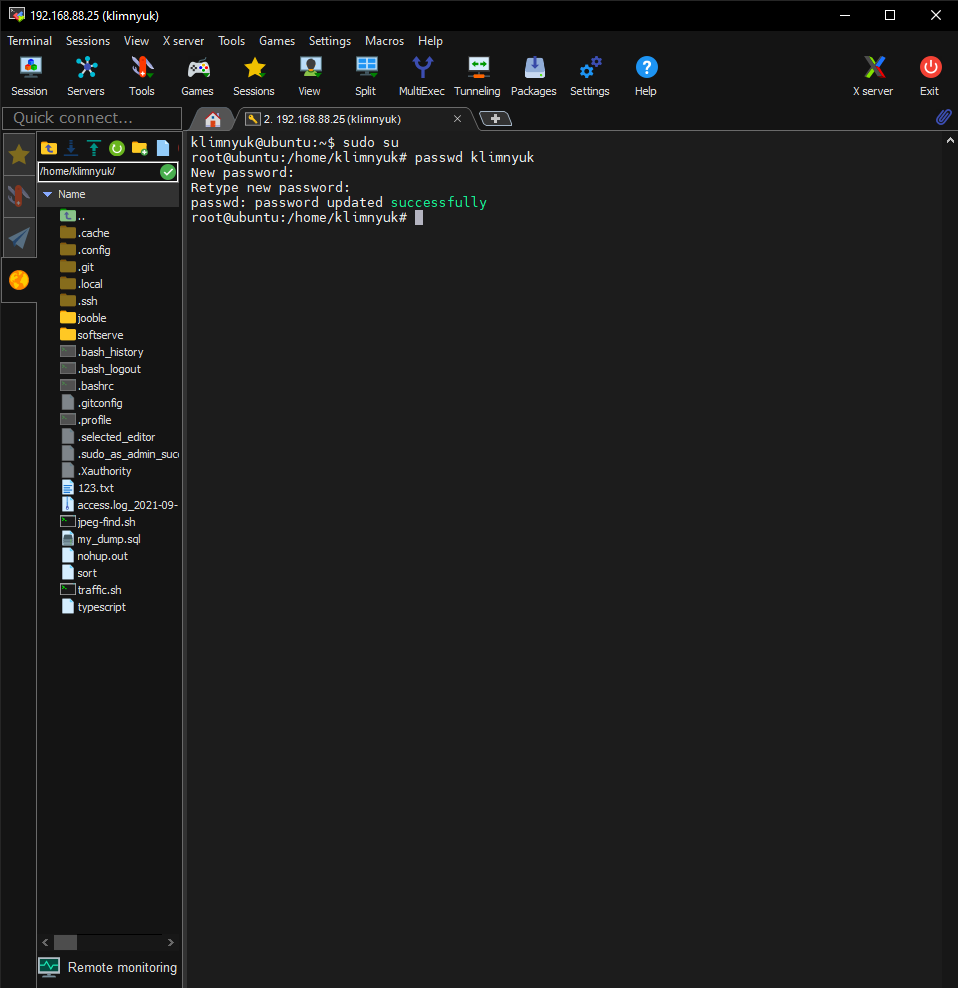 192.168.88.25 (klimnyuk)
Terminal Sessions View X server Tools Games Settings Macros Help
Session Servers Tools Games Sessions View Split MultiExec Tunneling Packages Settings Help X server Exit
Quick connect...
2. 192.168.88.25 (klimnyuk)
/home/klimnyuk/
Name
..
.cache
.config
.git
.local
.ssh
jooble
softserve
.bash_history
.bash_logout
.bashrc
.gitconfig
.profile
.selected_editor
.sudo_as_admin_succ
.Xauthority
123.txt
access.log_2021-09-
jpeg-find.sh
my_dump.sql
nohup.out
sort
traffic.sh
typescript
Remote monitoring
klimnyuk@ubuntu:~$ sudo su
root@ubuntu:/home/klimnyuk# passwd klimnyuk
New password:
Retype new password:
passwd: password updated successfully
root@ubuntu:/home/klimnyuk#